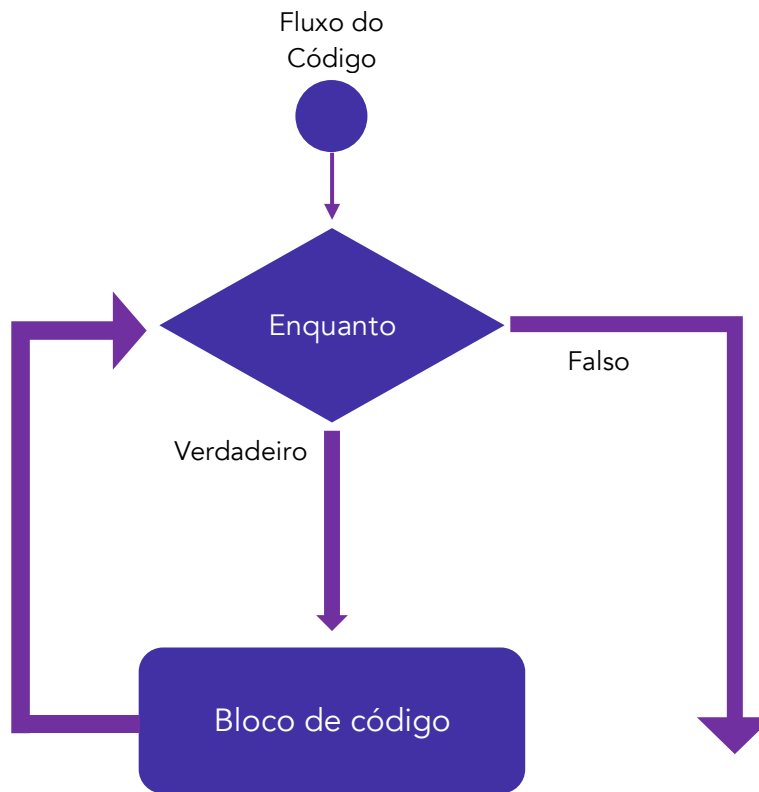 Fluxo do
Código
Enquanto
Falso
Verdadeiro
Bloco de código